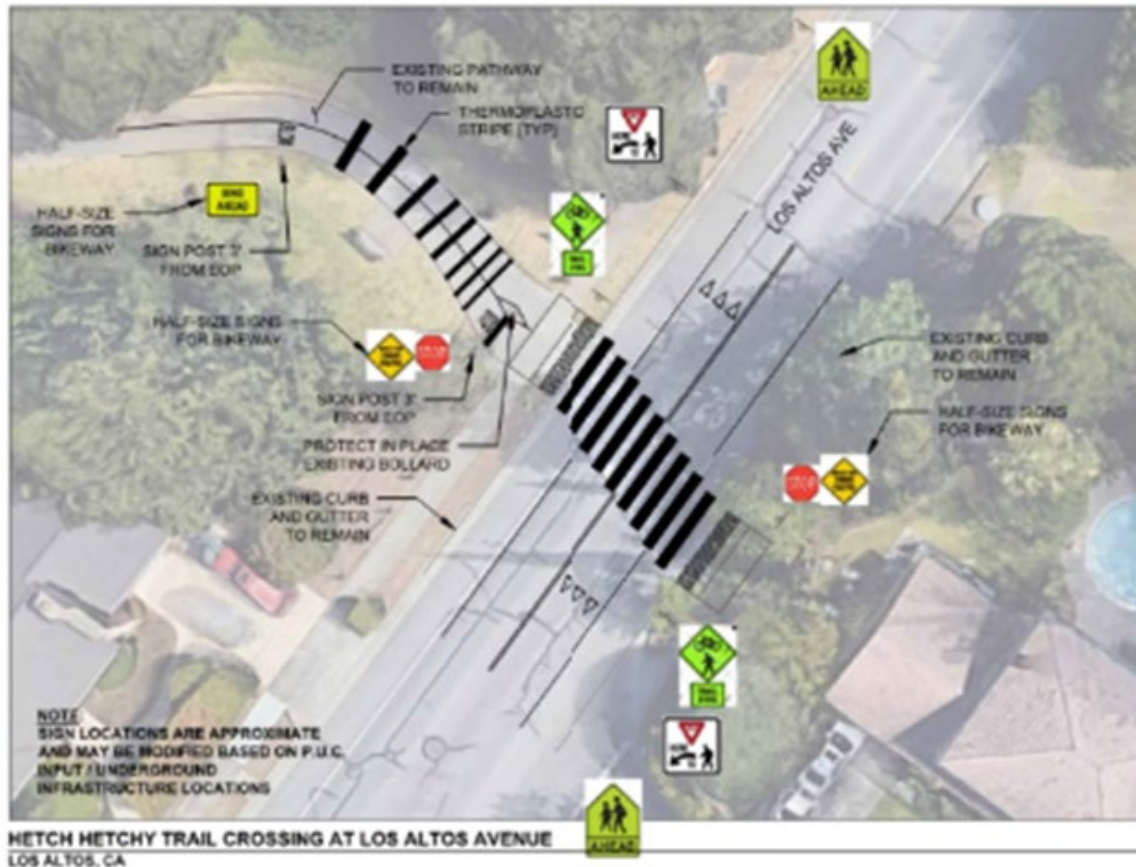 AHEAD
EXISTING PATHWAY
TO REMAIN
THERMOPLASTIC
STRIPE (TYP)
HERE
LOS ALTOS AVE
AHEAD
HALF-SIZE
SIGNS FOR
BIKEWAY
SIGN POST 3'
FROM EOP
HALF-SIZE SIGNS
FOR BIKEWAY
STOP
SIGN POST 3'
FROM EOP
PROTECT IN PLACE
EXISTING BOLLARD
EXISTING CURB
AND GUTTER
TO REMAIN
EXISTING CURB
AND GUTTER
TO REMAIN
HALF-SIZE SIGNS
FOR BIKEWAY
STOP
NOTE
SIGN LOCATIONS ARE APPROXIMATE
AND MAY BE MODIFIED BASED ON P.U.C.
INPUT / UNDERGROUND
INFRASTRUCTURE LOCATIONS
HERE
AHEAD
HETCH HETCHY TRAIL CROSSING AT LOS ALTOS AVENUE
LOS ALTOS, CA